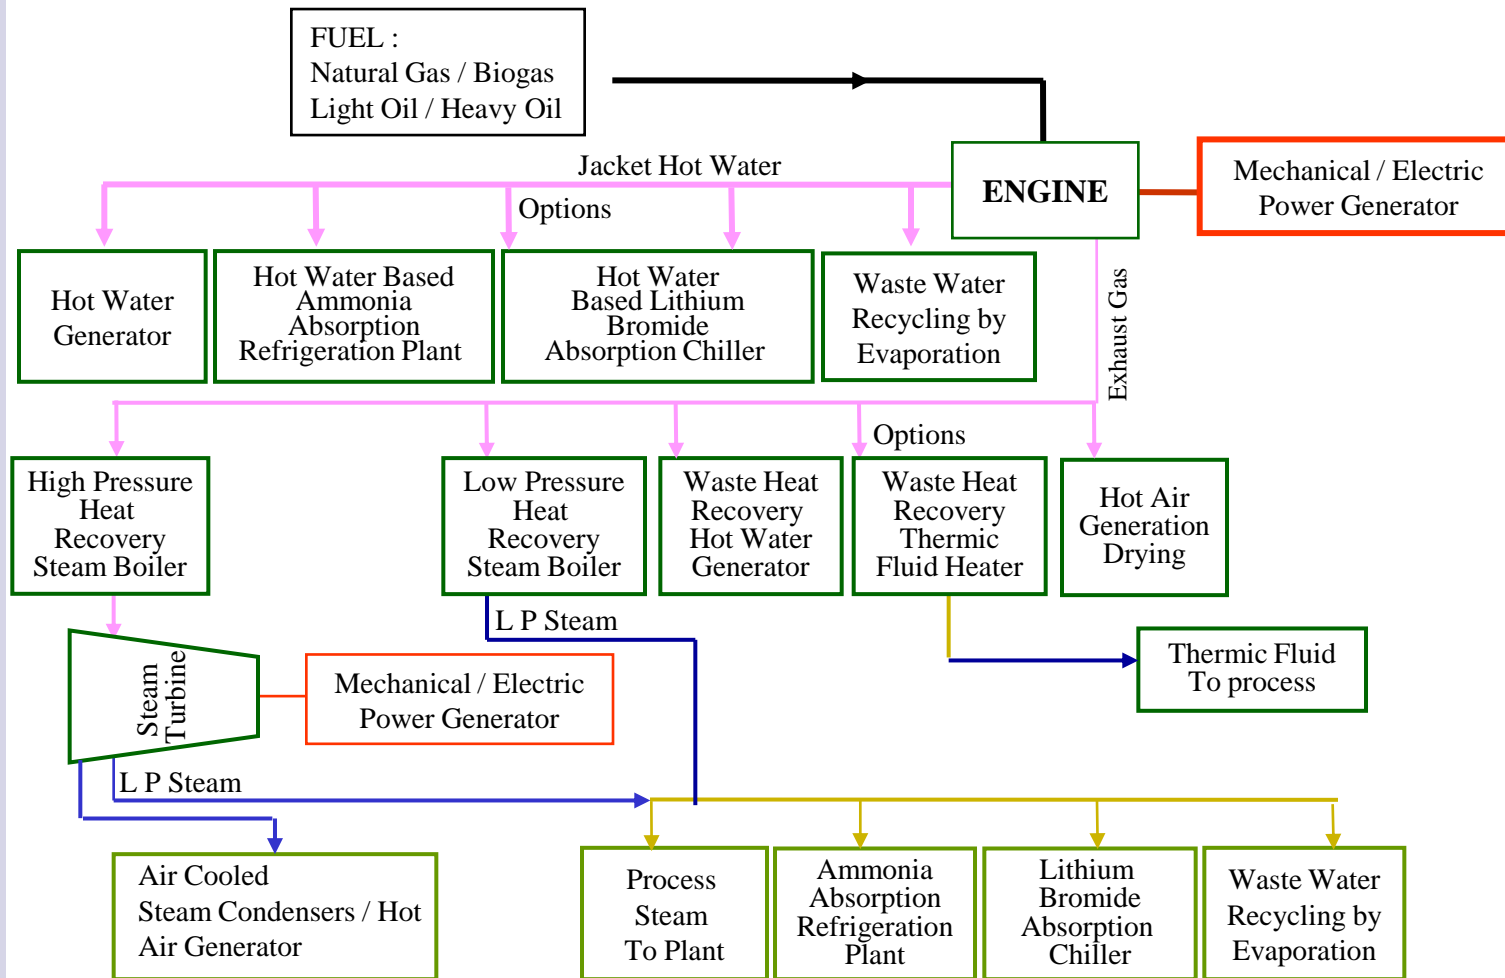 FUEL :
Natural Gas / Biogas
Light Oil / Heavy Oil
Jacket Hot Water
ENGINE
Mechanical / Electric
Power Generator
Options
Hot Water
Generator
Hot Water Based
Ammonia
Absorption
Refrigeration Plant
Hot Water
Based Lithium
Bromide
Absorption Chiller
Waste Water
Recycling by
Evaporation
Exhaust Gas
Options
High Pressure
Heat
Recovery
Steam Boiler
Low Pressure
Heat
Recovery
Steam Boiler
Waste Heat
Recovery
Hot Water
Generator
Waste Heat
Recovery
Thermic
Fluid Heater
Hot Air
Generation
Drying
L P Steam
Steam
Turbine
Mechanical / Electric
Power Generator
Thermic Fluid
To process
L P Steam
Air Cooled
Steam Condensers / Hot
Air Generator
Process
Steam
To Plant
Ammonia
Absorption
Refrigeration
Plant
Lithium
Bromide
Absorption
Chiller
Waste Water
Recycling by
Evaporation